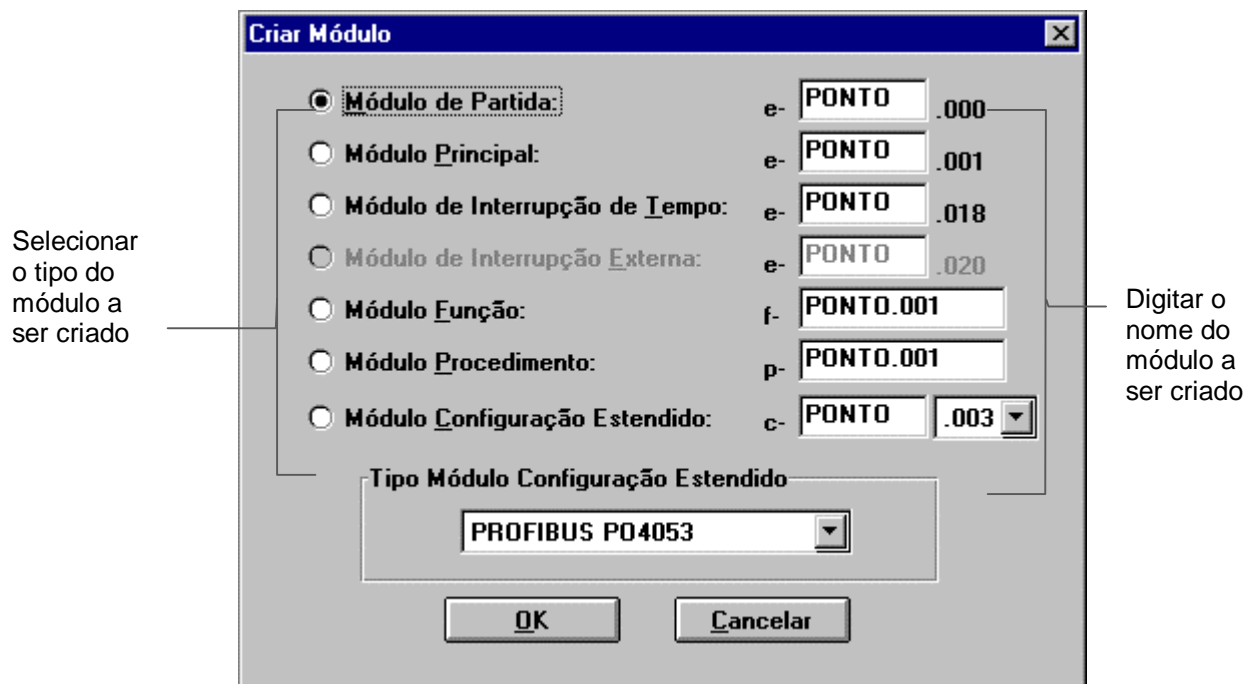 Criar Módulo
Módulo de Partida: e- PONTO .000
Módulo Principal: e- PONTO .001
Módulo de Interrupção de Tempo: e- PONTO .018
Módulo de Interrupção Externa: e- PONTO .020
Módulo Função: f- PONTO.001
Módulo Procedimento: p- PONTO.001
Módulo Configuração Estendido: c- PONTO .003
Tipo Módulo Configuração Estendido
PROFIBUS PO4053
OK Cancelar
Selecionar
o tipo do
módulo a
ser criado
Digitar o
nome do
módulo a
ser criado